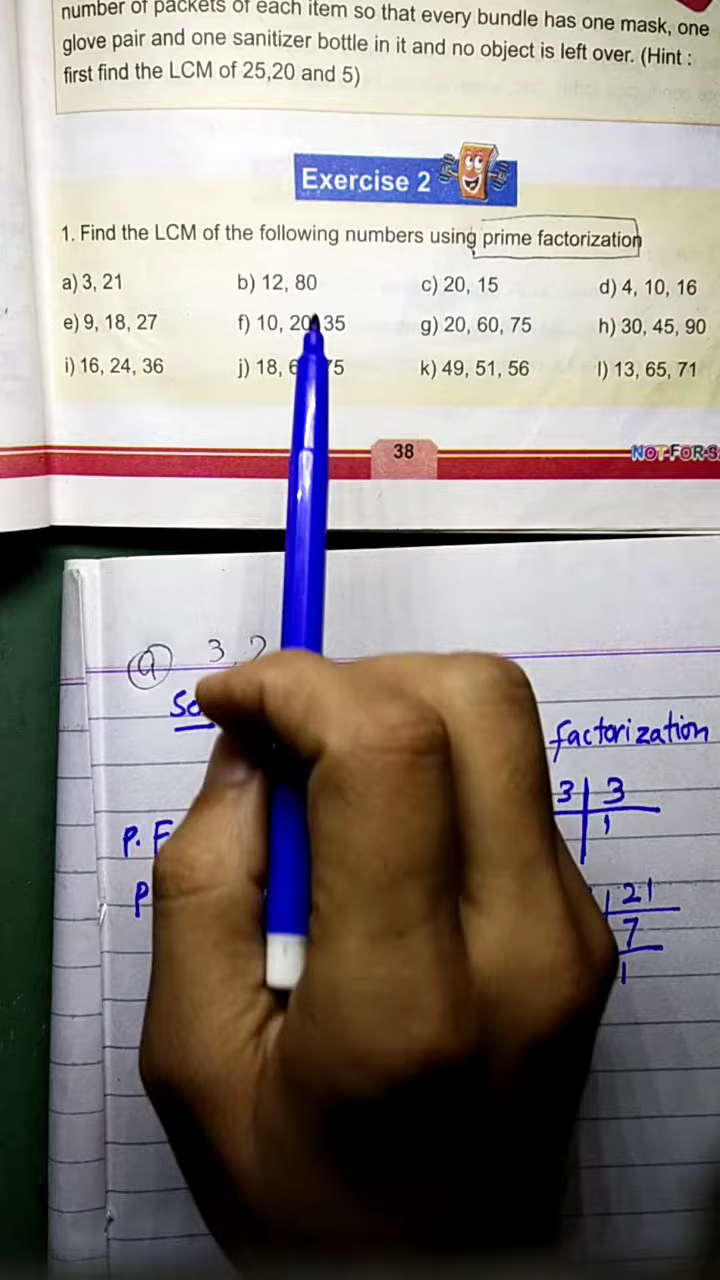 number of packets of each item so that every bundle has one mask, one
glove pair and one sanitizer bottle in it and no object is left over. (Hint :
first find the LCM of 25,20 and 5)
Exercise 2
1. Find the LCM of the following numbers using prime factorization
a) 3, 21 b) 12, 80 c) 20, 15 d) 4, 10, 16
e) 9, 18, 27 f) 10, 20, 35 g) 20, 60, 75 h) 30, 45, 90
i) 16, 24, 36 j) 18, k) 49, 51, 56 l) 13, 65, 71
38
NOT FOR S
a 3, 2
factorization
3 3
P. F 1
P 21
7
1